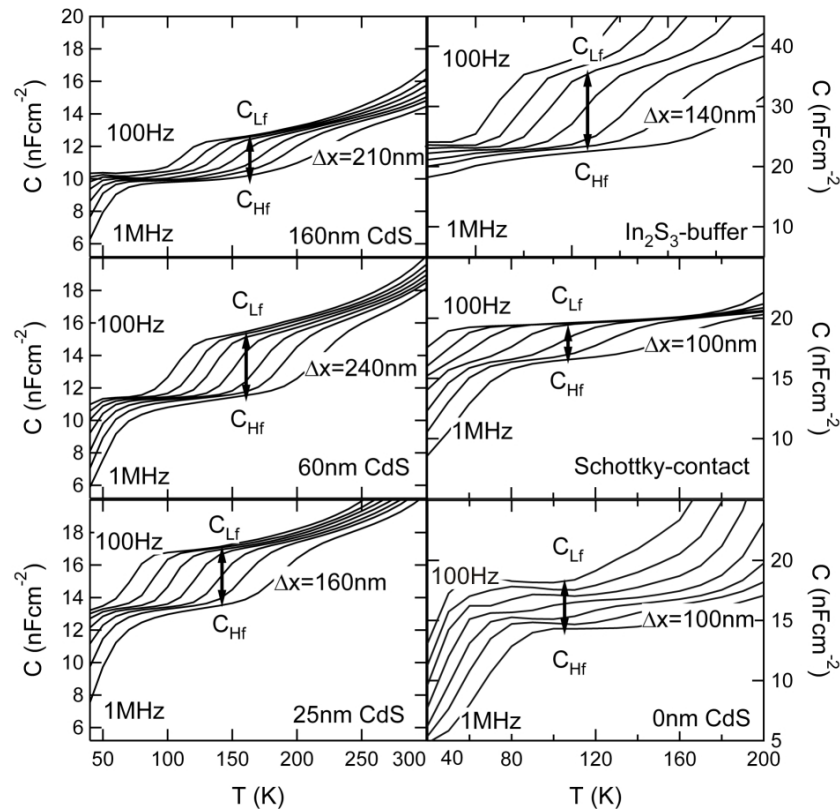 20
18
16
14
12
10
8
6
C (nFcm⁻²)
100Hz
C_Lf
Δx=210nm
C_Hf
1MHz
160nm CdS
40
30
20
10
C (nFcm⁻²)
100Hz
C_Lf
Δx=140nm
C_Hf
1MHz
In₂S₃-buffer
18
16
14
12
10
8
6
C (nFcm⁻²)
100Hz
C_Lf
Δx=240nm
C_Hf
1MHz
60nm CdS
20
15
10
C (nFcm⁻²)
100Hz
C_Lf
Δx=100nm
C_Hf
1MHz
Schottky-contact
18
16
14
12
10
8
6
C (nFcm⁻²)
100Hz
C_Lf
Δx=160nm
C_Hf
1MHz
25nm CdS
50 100 150 200 250 300
T (K)
20
15
10
5
C (nFcm⁻²)
100Hz
C_Lf
Δx=100nm
C_Hf
1MHz
0nm CdS
40 80 120 160 200
T (K)